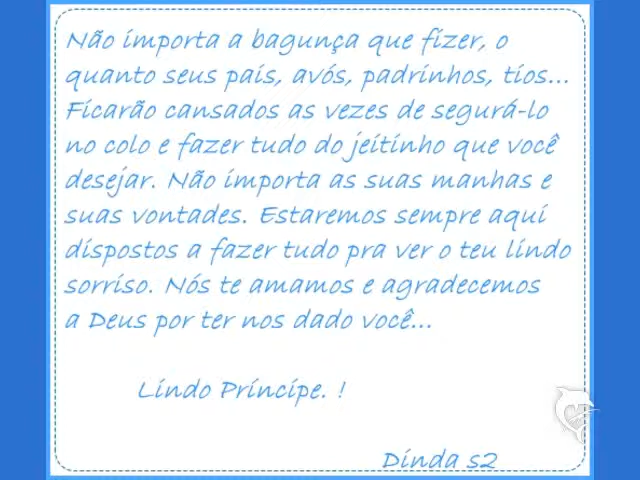 Não importa a bagunça que fizer, o
quanto seus pais, avós, padrinhos, tios...
Ficarão cansados as vezes de segurá-lo
no colo e fazer tudo do jeitinho que você
desejar. Não importa as suas manhas e
suas vontades. Estaremos sempre aqui
dispostos a fazer tudo pra ver o teu lindo
sorriso. Nós te amamos e agradecemos
a Deus por ter nos dado você...
Lindo Príncipe. !
Dinda s2